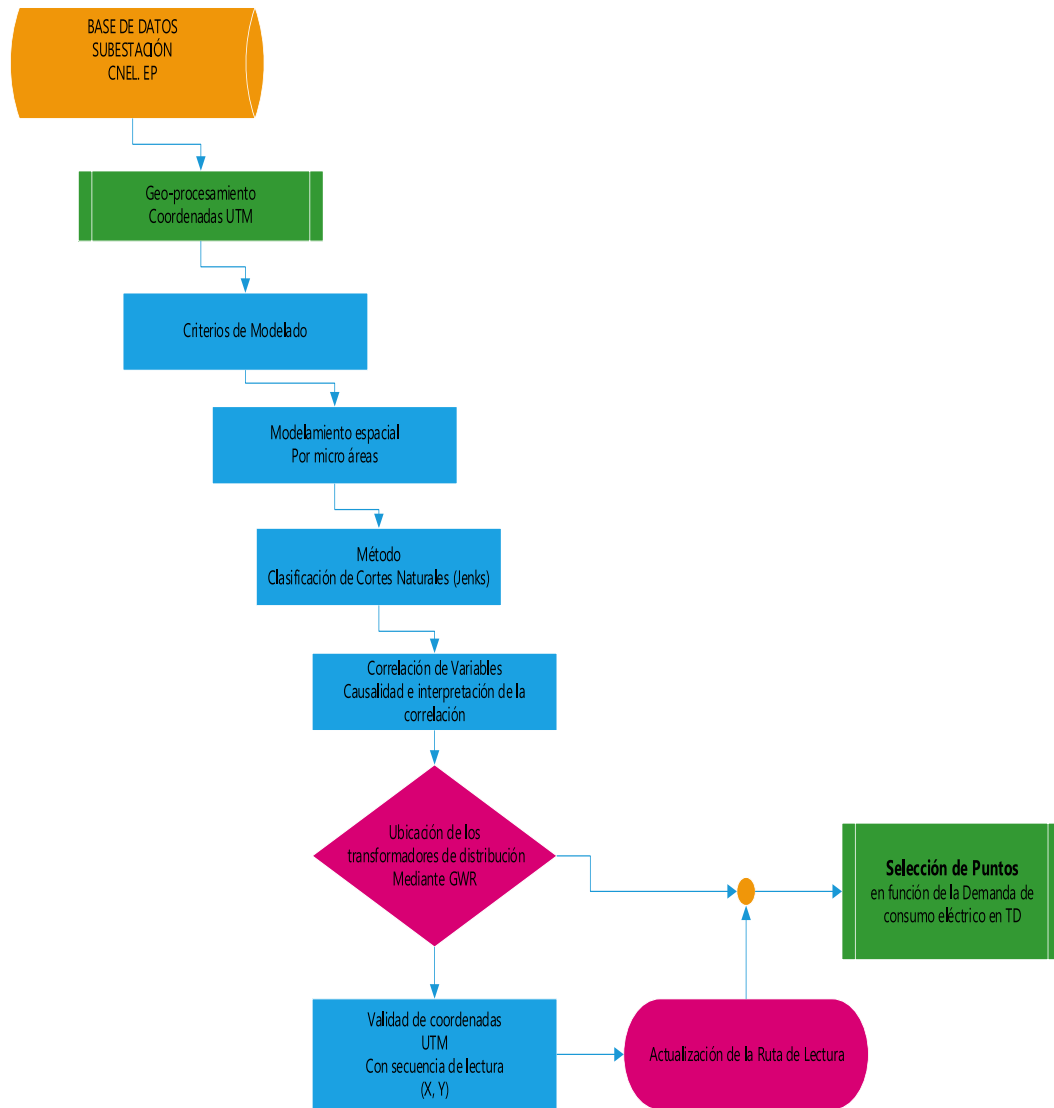 BASE DE DATOS
SUBESTACIÓN
CNEL. EP
Geo-procesamiento
Coordenadas UTM
Criterios de Modelado
Modelamiento espacial
Por micro áreas
Método
Clasificación de Cortes Naturales (Jenks)
Correlación de Variables
Causalidad e interpretación de la
correlación
Ubicación de los
transformadores de distribución
Mediante GWR
Selección de Puntos
en función de la Demanda de
consumo eléctrico en TD
Validad de coordenadas
UTM
Con secuencia de lectura
(X, Y)
Actualización de la Ruta de Lectura